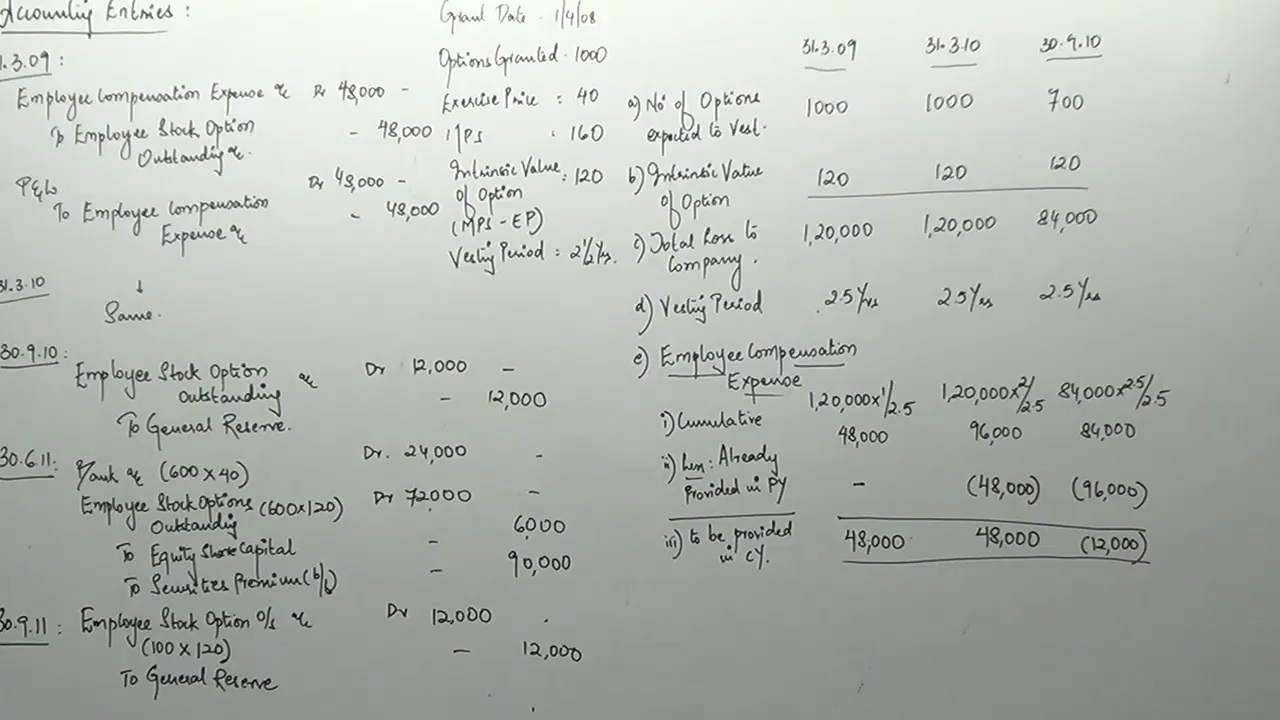 Accounting Entries :
1.3.09 :
Employee Compensation Expense a/c Dr 48,000 -
To Employee Stock Option - 48,000
Outstanding a/c.
P&L Dr 48,000 -
To Employee Compensation - 48,000
Expense a/c
31.3.10
↓
Same.
30.9.10 :
Employee Stock Option a/c Dr 12,000 -
Outstanding - 12,000
To General Reserve.
30.6.11 :
Bank a/c (600 x 40) Dr. 24,000 -
Employee Stock Options (600x120) Dr 72000 -
Outstanding 6000
To Equity Share Capital -
To Securities Premium (b/f) - 90,000
30.9.11 : Employee Stock Option o/s a/c Dr 12,000 .
(100 x 120) - 12,000
To General Reserve
Grant Date . 1/4/08
Options Granted . 1000
Exercise Price : 40
MPS : 160
Intrinsic Value : 120
of Option
(MPS - EP)
Vesting Period : 2½ Yrs.
31.3.09 31.3.10 30.9.10
a) No of Options 1000 1000 700
expected to Vest.
b) Intrinsic Value 120 120 120
of Option
c) Total Loss to 1,20,000 1,20,000 84,000
Company.
d) Vesting Period 2.5 Yrs 2.5 Yrs 2.5 Yrs
e) Employee Compensation
Expense 1,20,000x1/2.5 1,20,000x2/2.5 84,000x2.5/2.5
i) Cumulative 48,000 96,000 84,000
ii) Less : Already
Provided in PY - (48,000) (96,000)
iii) to be provided 48,000 48,000 (12,000)
in CY.